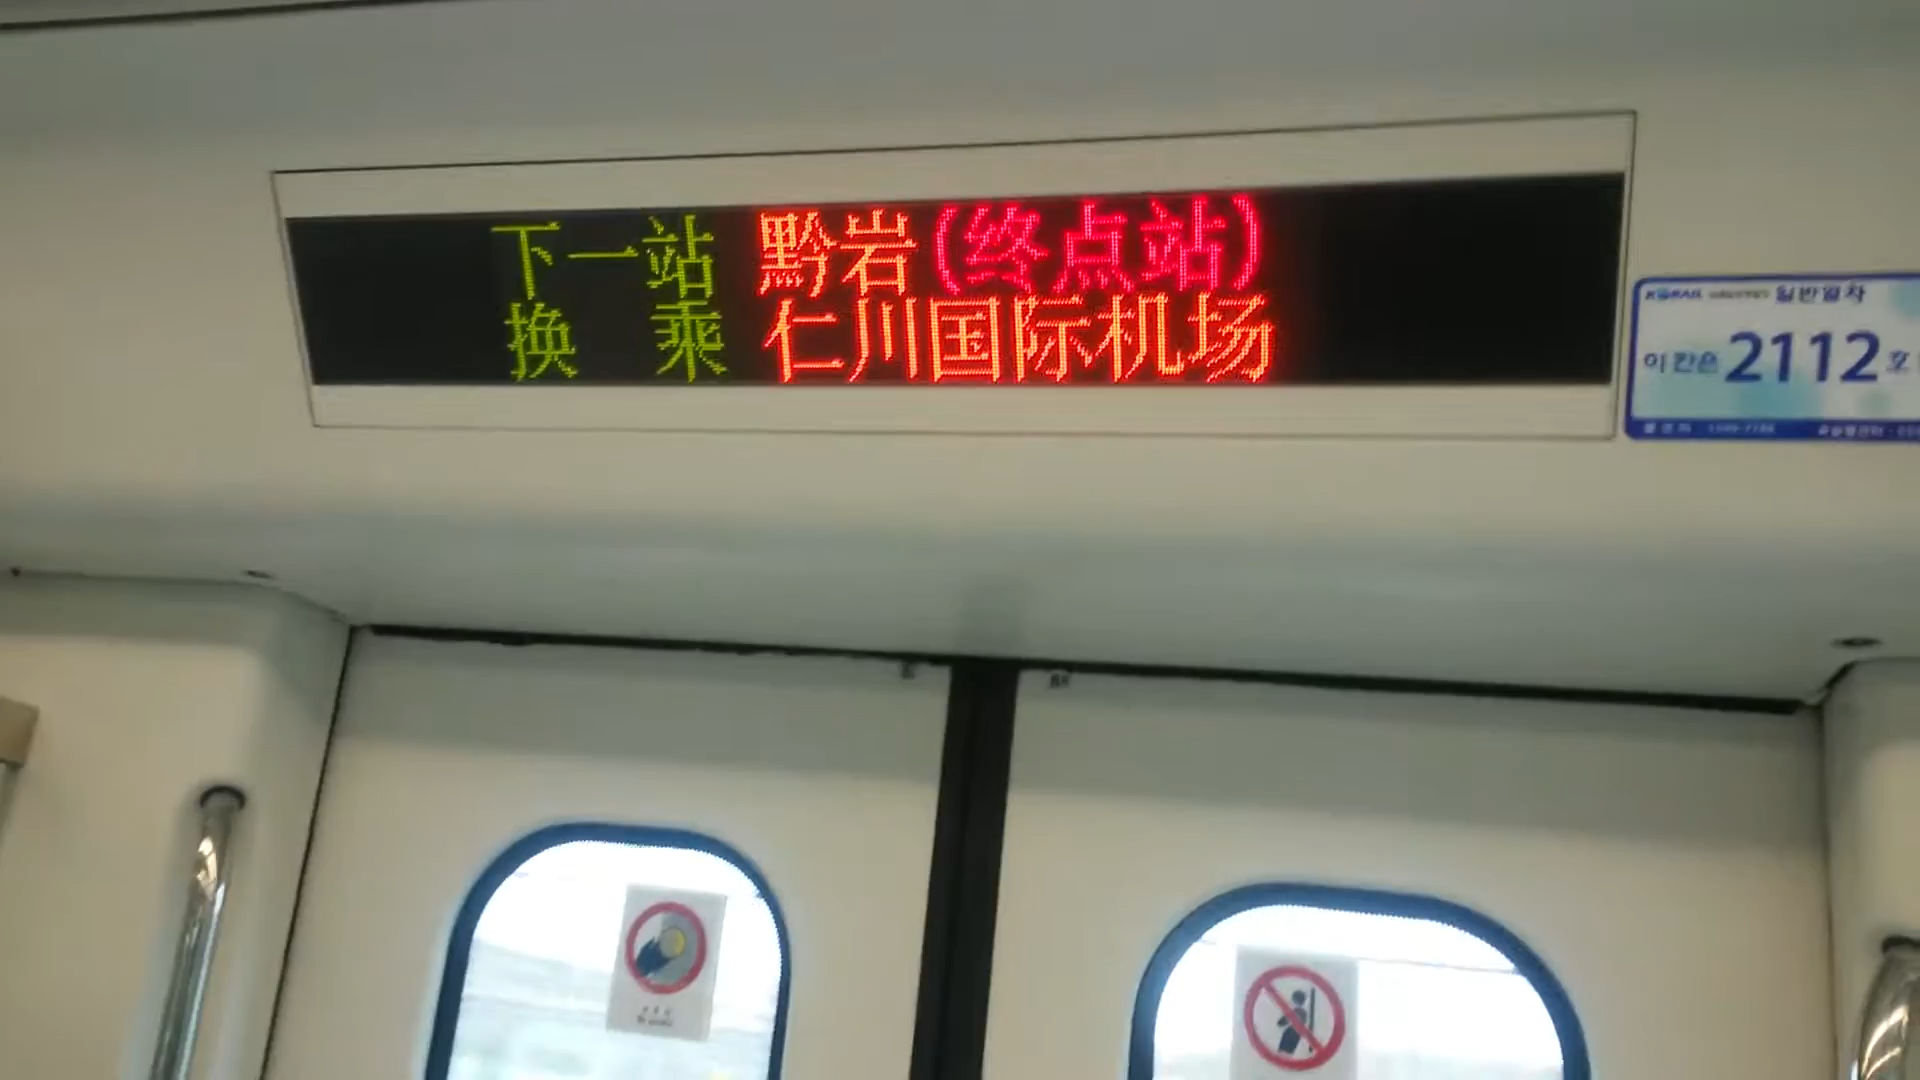 下一站 黔岩(终点站)
换 乘 仁川国际机场
KORAIL 일반열차
이 칸은 2112호